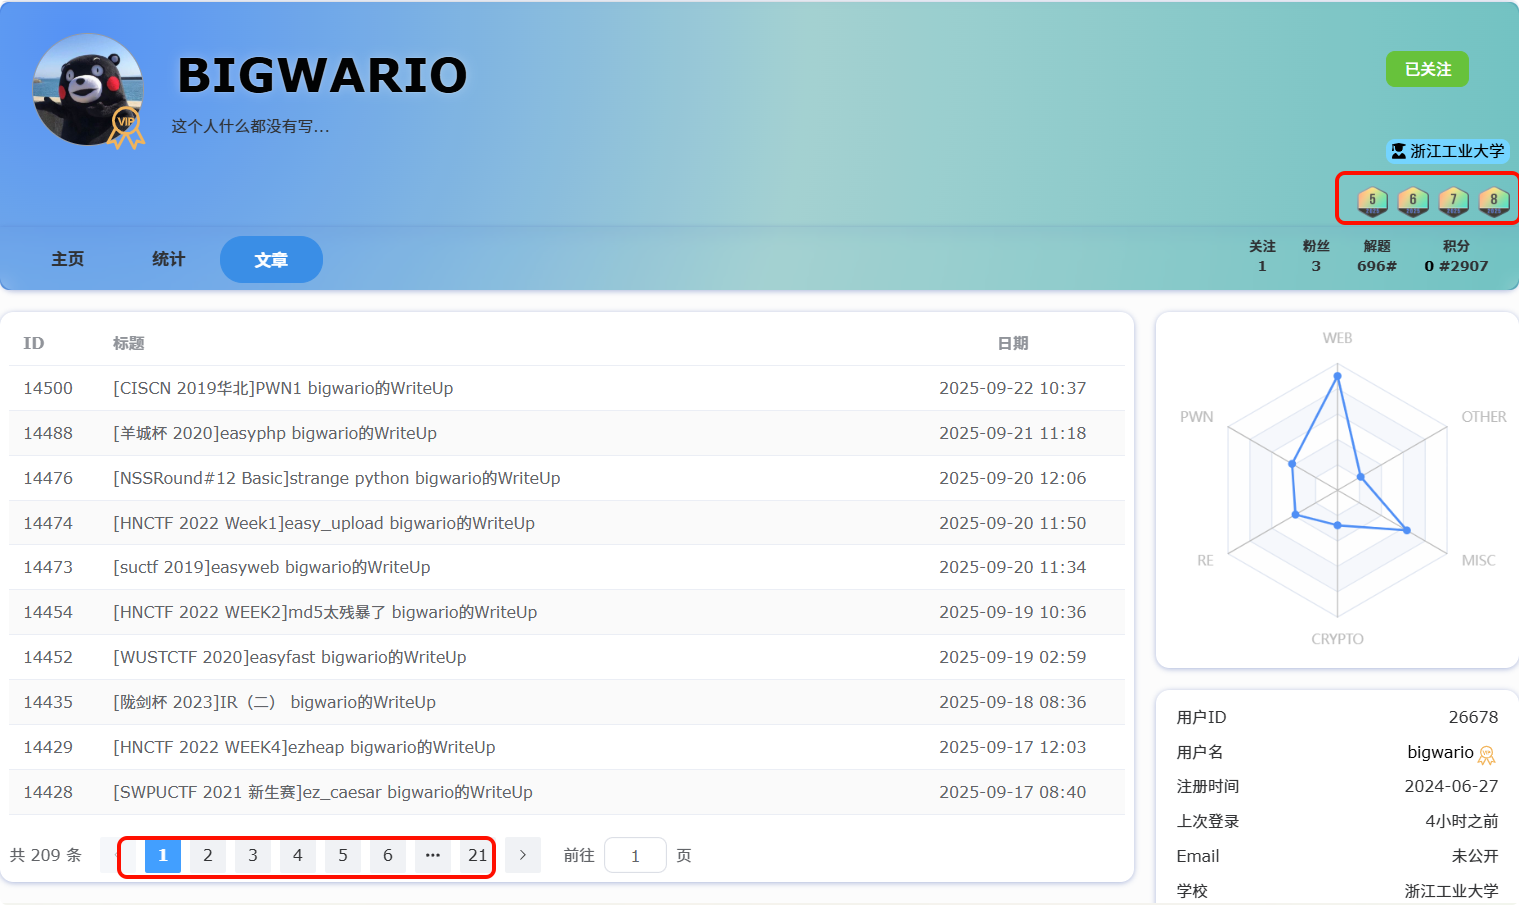 BIGWARIO
已关注
VIP
这个人什么都没有写...
浙江工业大学
5 6 7 8
2025 2025 2025 2025
主页 统计 文章
关注 粉丝 解题 积分
1 3 696# 0 #2907
ID 标题 日期
14500 [CISCN 2019华北]PWN1 bigwario的WriteUp 2025-09-22 10:37
14488 [羊城杯 2020]easyphp bigwario的WriteUp 2025-09-21 11:18
14476 [NSSRound#12 Basic]strange python bigwario的WriteUp 2025-09-20 12:06
14474 [HNCTF 2022 Week1]easy_upload bigwario的WriteUp 2025-09-20 11:50
14473 [suctf 2019]easyweb bigwario的WriteUp 2025-09-20 11:34
14454 [HNCTF 2022 WEEK2]md5太残暴了 bigwario的WriteUp 2025-09-19 10:36
14452 [WUSTCTF 2020]easyfast bigwario的WriteUp 2025-09-19 02:59
14435 [陇剑杯 2023]IR（二） bigwario的WriteUp 2025-09-18 08:36
14429 [HNCTF 2022 WEEK4]ezheap bigwario的WriteUp 2025-09-17 12:03
14428 [SWPUCTF 2021 新生赛]ez_caesar bigwario的WriteUp 2025-09-17 08:40
共 209 条 1 2 3 4 5 6 ··· 21 前往 1 页
WEB
PWN OTHER
RE MISC
CRYPTO
用户ID 26678
用户名 bigwario
注册时间 2024-06-27
上次登录 4小时之前
Email 未公开
学校 浙江工业大学